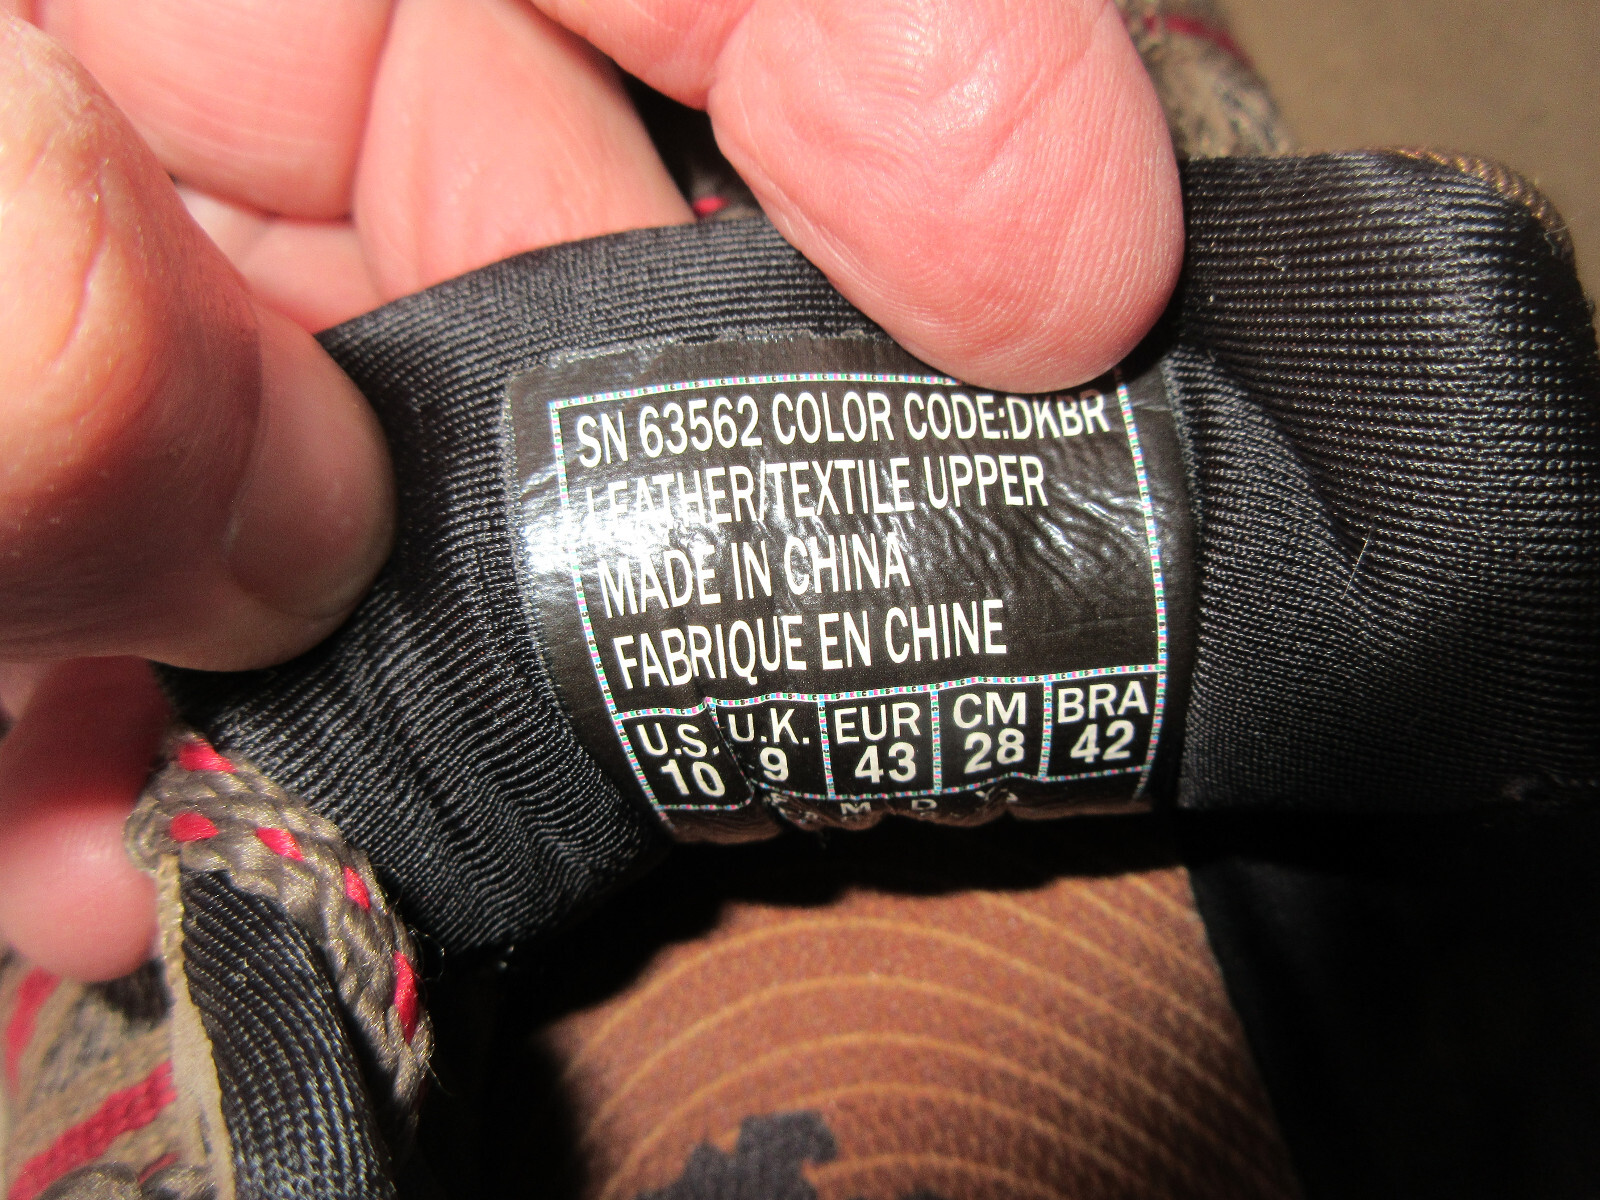 SN 63562 COLOR CODE:DKBR
LEATHER/TEXTILE UPPER
MADE IN CHINA
FABRIQUE EN CHINE
U.S. U.K. EUR CM BRA
10 9 43 28 42